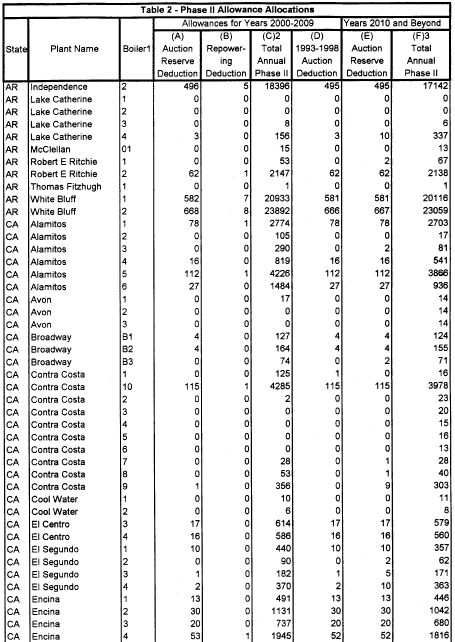 Table 2 - Phase II Allowance Allocations
Allowances for Years 2000-2009 Years 2010 and Beyond
(A) (B) (C)2 (D) (E) (F)3
Auction Repower- Total 1993-1998 Auction Total
State Plant Name Boiler1 Reserve ing Annual Auction Reserve Annual
Deduction Deduction Phase II Deduction Deduction Phase II
AR Independence 2 496 5 18396 495 495 17142
AR Lake Catherine 1 0 0 0 0 0 0
AR Lake Catherine 2 0 0 0 0 0 0
AR Lake Catherine 3 0 0 8 0 0 6
AR Lake Catherine 4 3 0 156 3 10 337
AR McClellan 01 0 0 15 0 0 13
AR Robert E Ritchie 1 0 0 53 0 2 67
AR Robert E Ritchie 2 62 1 2147 62 62 2138
AR Thomas Fitzhugh 1 0 0 1 0 0 1
AR White Bluff 1 582 7 20933 581 581 20116
AR White Bluff 2 668 8 23892 666 667 23059
CA Alamitos 1 78 1 2774 78 78 2703
CA Alamitos 2 0 0 105 0 0 17
CA Alamitos 3 0 0 290 0 2 81
CA Alamitos 4 16 0 819 16 16 541
CA Alamitos 5 112 1 4226 112 112 3866
CA Alamitos 6 27 0 1484 27 27 936
CA Avon 1 0 0 17 0 0 14
CA Avon 2 0 0 0 0 0 14
CA Avon 3 0 0 0 0 0 14
CA Broadway B1 4 0 127 4 4 124
CA Broadway B2 4 0 164 4 4 155
CA Broadway B3 0 0 74 0 2 71
CA Contra Costa 1 0 0 125 1 0 16
CA Contra Costa 10 115 1 4285 115 115 3978
CA Contra Costa 2 0 0 2 0 0 23
CA Contra Costa 3 0 0 0 0 0 20
CA Contra Costa 4 0 0 0 0 0 15
CA Contra Costa 5 0 0 0 0 0 16
CA Contra Costa 6 0 0 0 0 0 13
CA Contra Costa 7 0 0 28 0 1 28
CA Contra Costa 8 0 0 53 0 1 40
CA Contra Costa 9 1 0 356 0 9 303
CA Cool Water 1 0 0 10 0 0 11
CA Cool Water 2 0 0 6 0 0 8
CA El Centro 3 17 0 614 17 17 579
CA El Centro 4 16 0 586 16 16 560
CA El Segundo 1 10 0 440 10 10 357
CA El Segundo 2 0 0 90 0 2 62
CA El Segundo 3 1 0 182 1 5 171
CA El Segundo 4 2 0 370 2 10 363
CA Encina 1 13 0 491 13 13 446
CA Encina 2 30 0 1131 30 30 1042
CA Encina 3 20 0 737 20 20 680
CA Encina 4 53 1 1945 52 52 1816